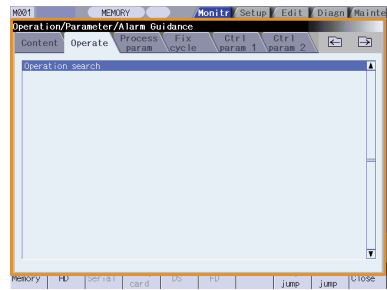 M001 MEMORY Monitr Setup Edit Diagn Mainte
Operation/Parameter/Alarm Guidance
Content Operate Process param Fix cycle Ctrl param 1 Ctrl param 2
Operation search
Memory HD Serial card DS FD jump jump Close